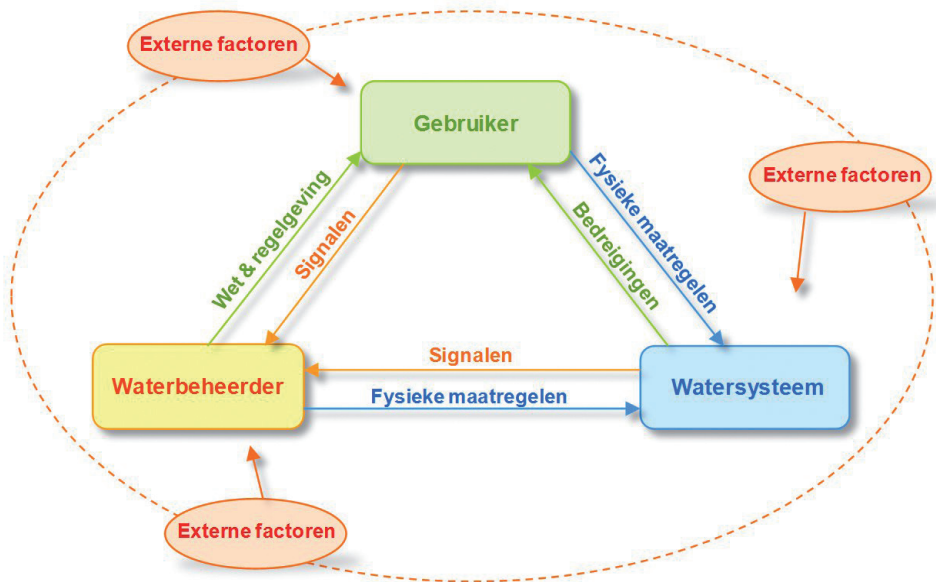 Externe factoren
Gebruiker
Externe factoren
Wet & regelgeving
Signalen
Bedreigingen
Fysieke maatregelen
Waterbeheerder
Signalen
Fysieke maatregelen
Watersysteem
Externe factoren